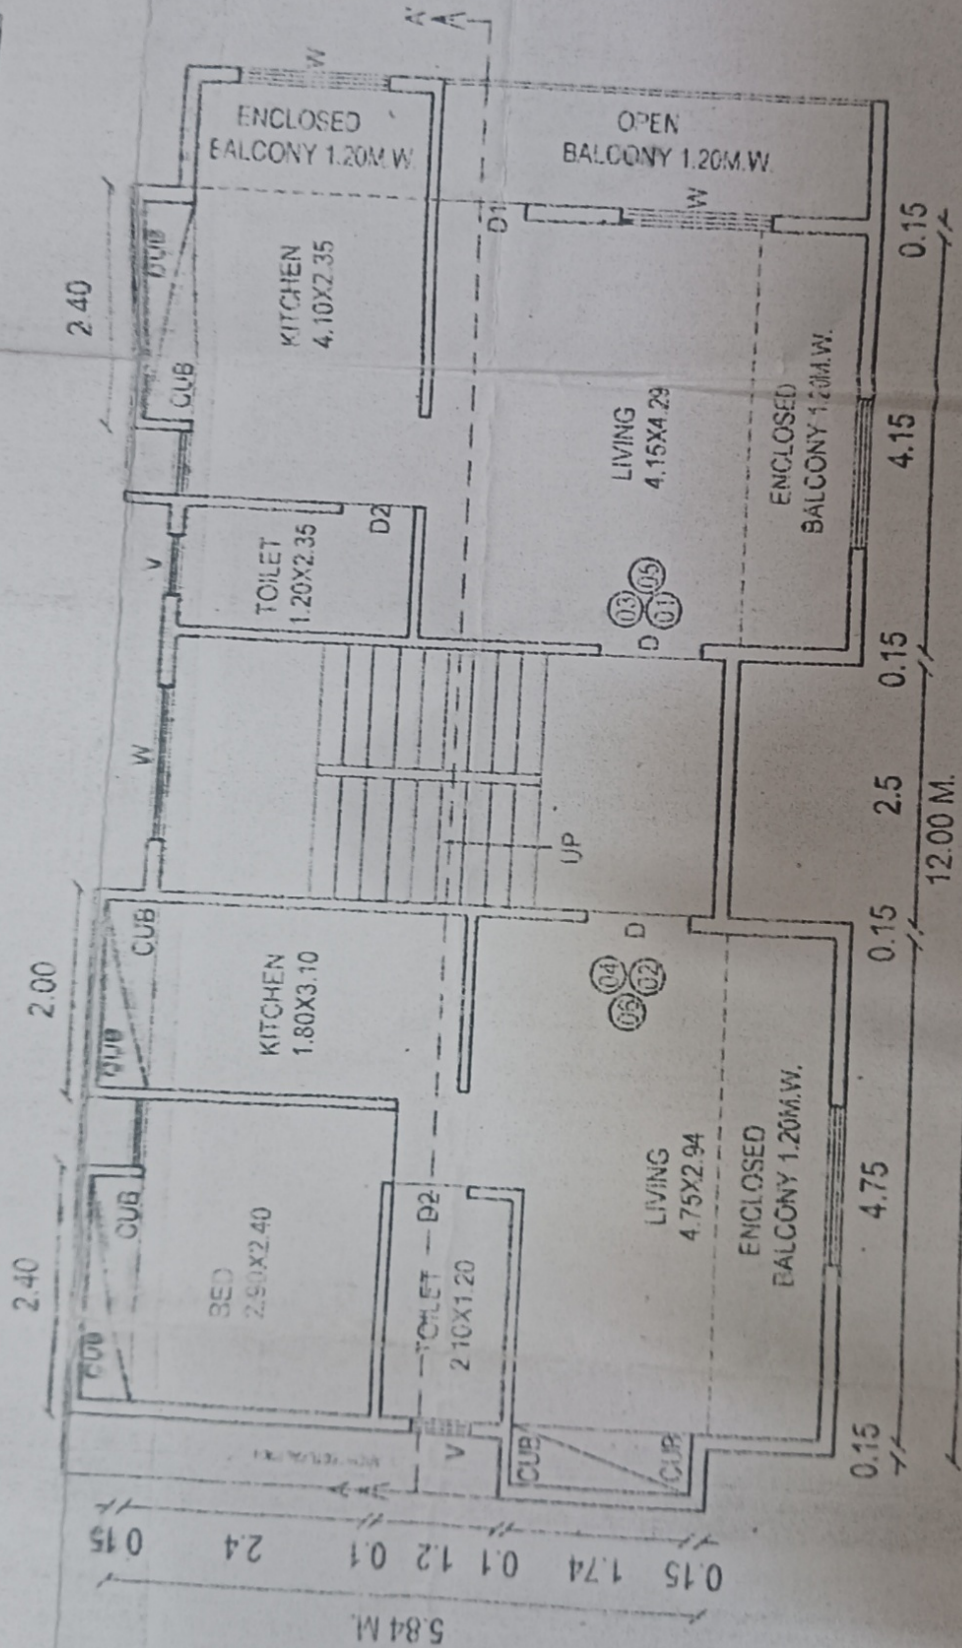 A'
W
ENCLOSED
BALCONY 1.20M.W.
OPEN
BALCONY 1.20M.W.
W
D1
2.40
CUB
KITCHEN
4.10X2.35
CUB
0.15
LIVING
4.15X4.29
ENCLOSED
BALCONY 1.20M.W.
4.15
V
TOILET
1.20X2.35
D2
03
05
01
D
0.15
W
UP
2.5
12.00 M.
2.00
CUB
CUB
KITCHEN
1.80X3.10
D
04
06
02
0.15
2.40
CUB
CUB
BED
2.90X2.40
TOILET
2.10X1.20
D2
LIVING
4.75X2.94
ENCLOSED
BALCONY 1.20M.W.
4.75
V
CUB
CUB
0.15
0.15
2.4
0.1
1.2
0.1
1.74
0.15
5.84 M.